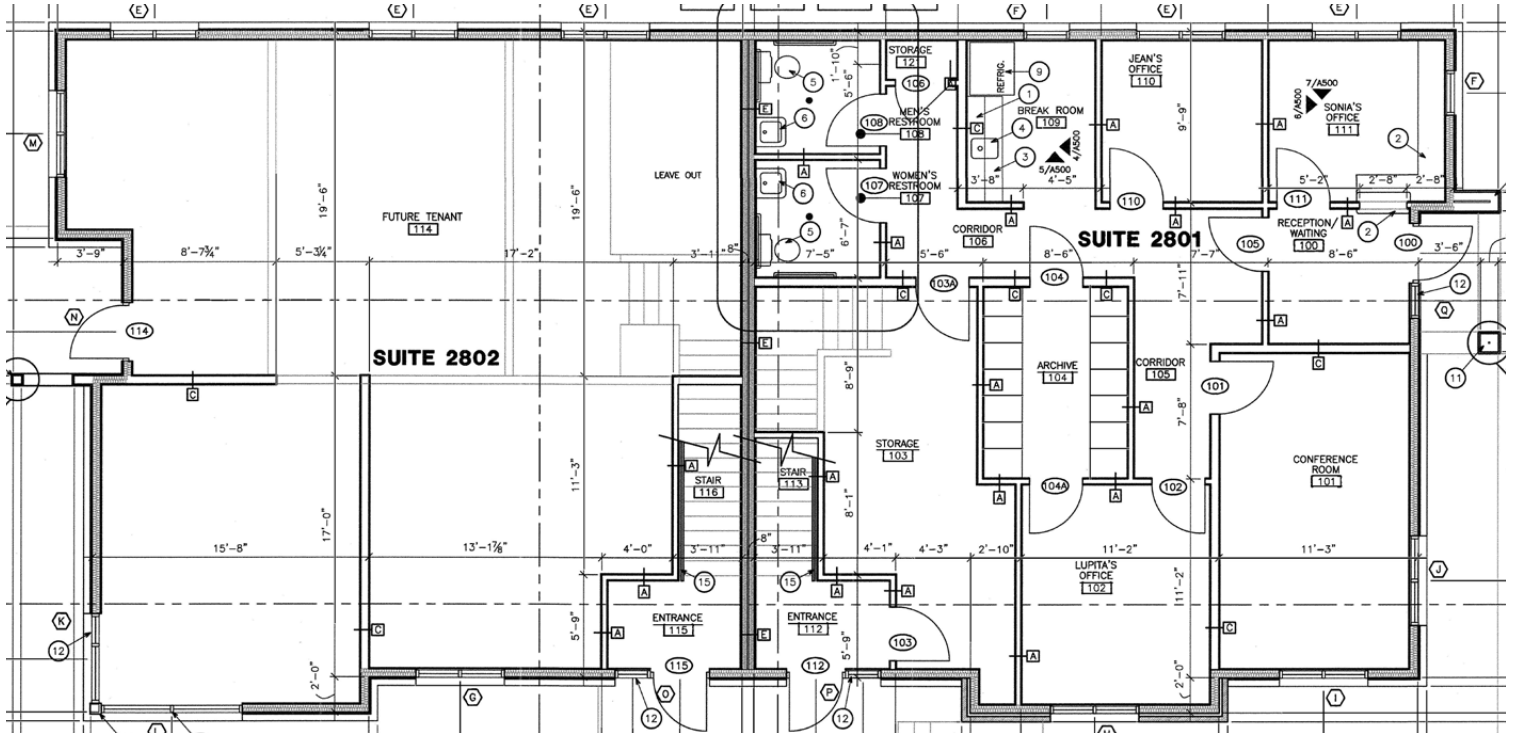 E
E
E
F
E
E
STORAGE
121
106
REFRIG.
9
1
JEAN'S
OFFICE
110
7/A500
6/A500
SONIA'S
OFFICE
111
F
1'-10"
5'-6"
5
6
E
MEN'S
RESTROOM
108
108
A
C
BREAK ROOM
109
4
3
4/A500
5/A500
A
9'-9"
A
2
M
LEAVE OUT
A
6
107
WOMEN'S
RESTROOM
107
3'-8"
4'-5"
5'-2"
2'-8"
2'-8"
19'-6"
19'-6"
FUTURE TENANT
114
A
110
A
111
A
RECEPTION/
WAITING
100
5
6'-7"
A
CORRIDOR
106
SUITE 2801
105
2
100
3'-6"
3'-9"
8'-7¾"
5'-3¼"
17'-2"
3'-11"
8"
7'-5"
5'-6"
8'-6"
7'-7"
8'-6"
103A
104
7'-11"
C
C
C
12
Q
N
114
A
E
SUITE 2802
C
C
ARCHIVE
104
CORRIDOR
105
101
11
8'-9"
A
A
7'-8"
STORAGE
103
CONFERENCE
ROOM
101
11'-3"
A
STAIR
116
STAIR
113
A
8'-1"
A
104A
A
102
17'-0"
15'-8"
13'-1⅞"
4'-0"
3'-11"
8"
3'-11"
4'-1"
4'-3"
2'-10"
11'-2"
11'-3"
LUPITA'S
OFFICE
102
J
15
15
A
A
A
11'-2"
K
12
C
5'-9"
A
ENTRANCE
115
E
ENTRANCE
112
103
5'-9"
A
C
115
112
2'-0"
2'-0"
G
O
12
P
12
I